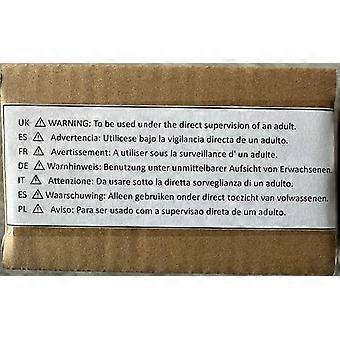 UK ⚠ WARNING: To be used under the direct supervision of an adult.
ES ⚠ Advertencia: Utilicese bajo la vigilancia directa de un adulto.
FR ⚠ Avertissement: A utiliser sous la surveillance d' un adulte.
DE ⚠ Warnhinweis: Benutzung unter unmittelbarer Aufsicht von Erwachsenen.
IT ⚠ Attenzione: Da usare sotto la diretta sorveglianza di un adulto.
ES ⚠ Waarschuwing: Alleen gebruiken onder direct toezicht van volwassenen.
PL ⚠ Aviso: Para ser usado com a supervisao direta de um adulto.